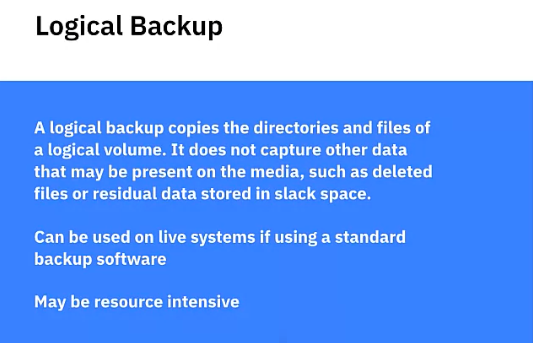 Logical Backup
A logical backup copies the directories and files of
a logical volume. It does not capture other data
that may be present on the media, such as deleted
files or residual data stored in slack space.
Can be used on live systems if using a standard
backup software
May be resource intensive